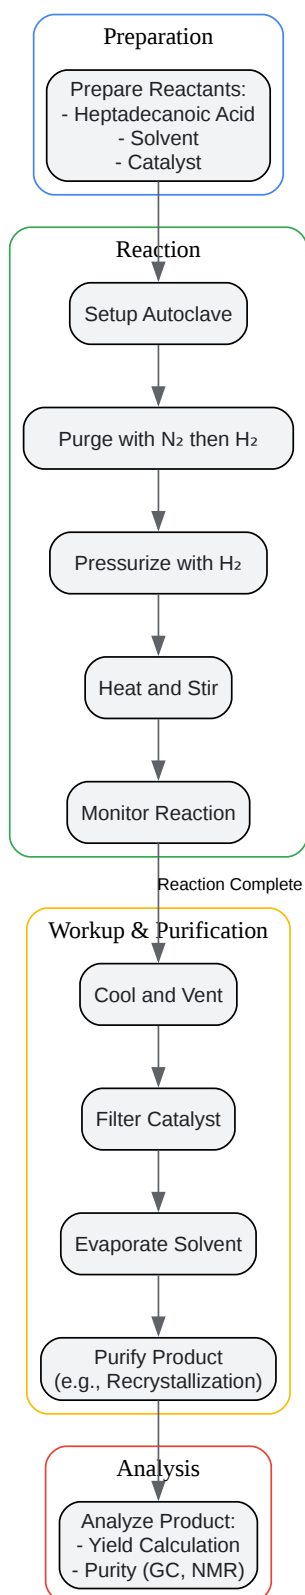 Preparation
Prepare Reactants:
- Heptadecanoic Acid
- Solvent
- Catalyst
Reaction
Setup Autoclave
Purge with N₂ then H₂
Pressurize with H₂
Heat and Stir
Monitor Reaction
Reaction Complete
Workup & Purification
Cool and Vent
Filter Catalyst
Evaporate Solvent
Purify Product
(e.g., Recrystallization)
Analysis
Analyze Product:
- Yield Calculation
- Purity (GC, NMR)